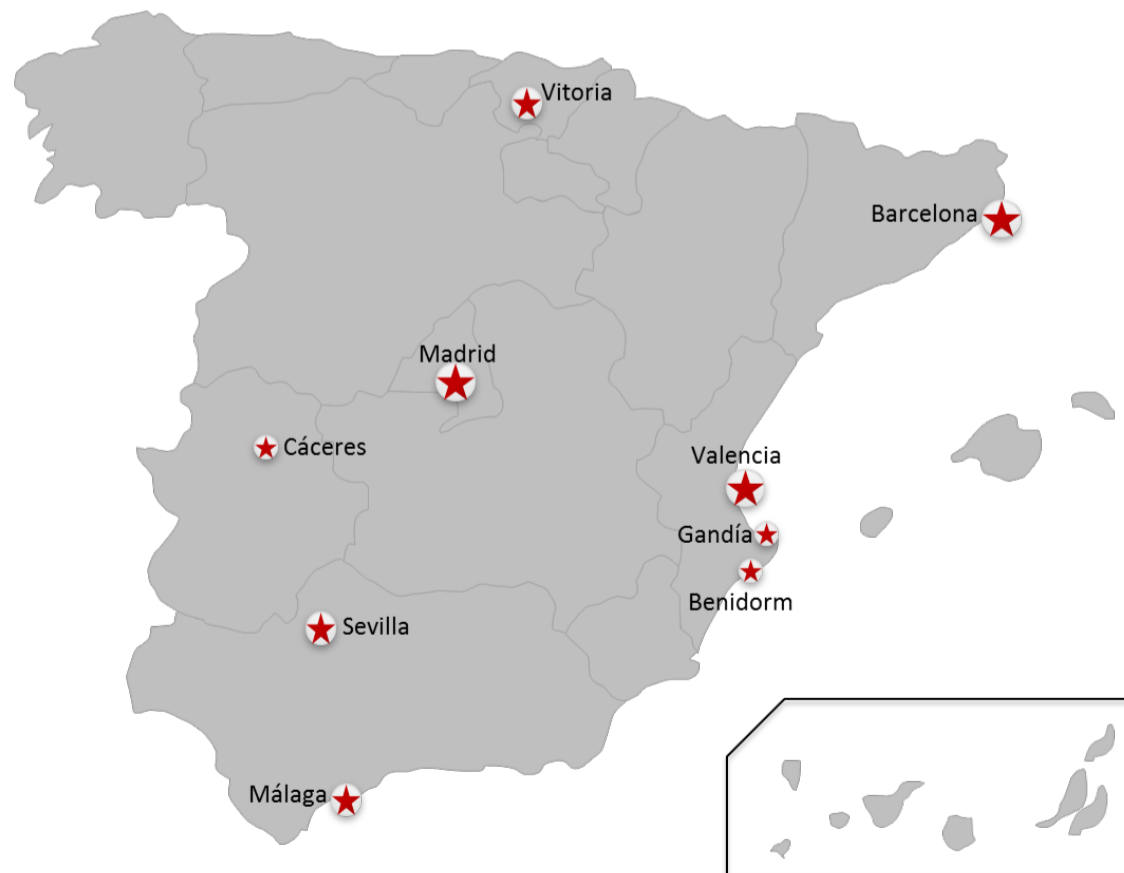 Vitoria
Barcelona
Madrid
Cáceres
Valencia
Gandía
Benidorm
Sevilla
Málaga